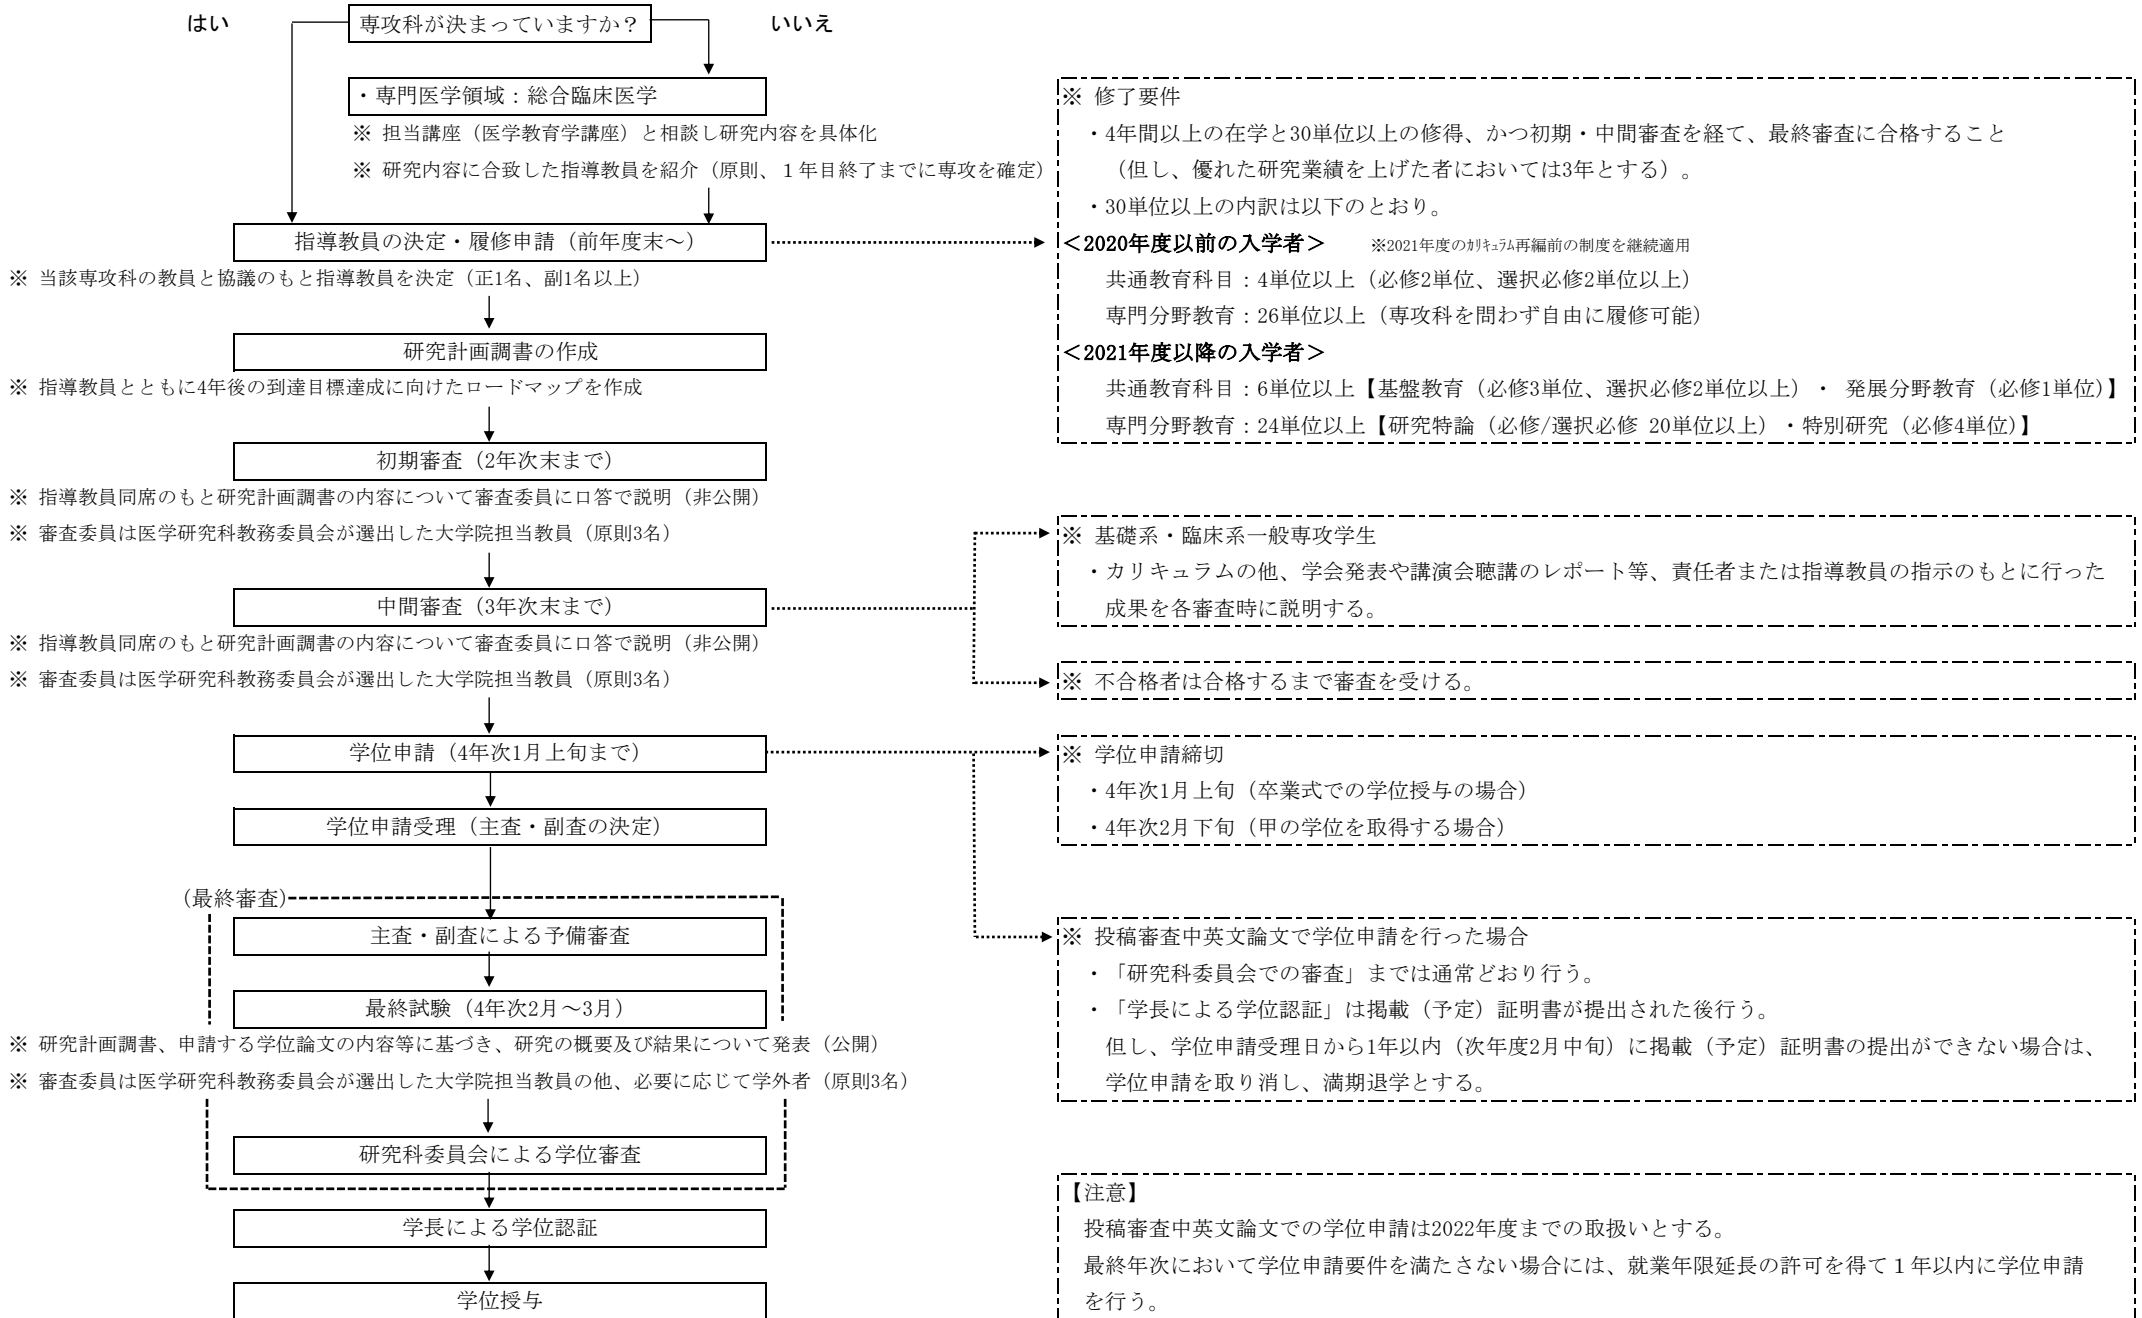 はい
専攻科が決まっていますか？
いいえ
・専門医学領域：総合臨床医学
※ 担当講座（医学教育学講座）と相談し研究内容を具体化
※ 研究内容に合致した指導教員を紹介（原則、１年目終了までに専攻を確定）
指導教員の決定・履修申請（前年度末～）
※ 当該専攻科の教員と協議のもと指導教員を決定（正1名、副1名以上）
研究計画調書の作成
※ 指導教員とともに4年後の到達目標達成に向けたロードマップを作成
初期審査（2年次末まで）
※ 指導教員同席のもと研究計画調書の内容について審査委員に口答で説明（非公開）
※ 審査委員は医学研究科教務委員会が選出した大学院担当教員（原則3名）
中間審査（3年次末まで）
※ 指導教員同席のもと研究計画調書の内容について審査委員に口答で説明（非公開）
※ 審査委員は医学研究科教務委員会が選出した大学院担当教員（原則3名）
学位申請（4年次1月上旬まで）
学位申請受理（主査・副査の決定）
(最終審査)
主査・副査による予備審査
最終試験（4年次2月～3月）
※ 研究計画調書、申請する学位論文の内容等に基づき、研究の概要及び結果について発表（公開）
※ 審査委員は医学研究科教務委員会が選出した大学院担当教員の他、必要に応じて学外者（原則3名）
研究科委員会による学位審査
学長による学位認証
学位授与
※ 修了要件
・4年間以上の在学と30単位以上の修得、かつ初期・中間審査を経て、最終審査に合格すること
（但し、優れた研究業績を上げた者においては3年とする）。
・30単位以上の内訳は以下のとおり。
＜2020年度以前の入学者＞ ※2021年度のｶﾘｷｭﾗﾑ再編前の制度を継続適用
共通教育科目：4単位以上（必修2単位、選択必修2単位以上）
専門分野教育：26単位以上（専攻科を問わず自由に履修可能）
＜2021年度以降の入学者＞
共通教育科目：6単位以上【基盤教育（必修3単位、選択必修2単位以上）・ 発展分野教育（必修1単位）】
専門分野教育：24単位以上【研究特論（必修/選択必修 20単位以上）・特別研究（必修4単位）】
※ 基礎系・臨床系一般専攻学生
・カリキュラムの他、学会発表や講演会聴講のレポート等、責任者または指導教員の指示のもとに行った
成果を各審査時に説明する。
※ 不合格者は合格するまで審査を受ける。
※ 学位申請締切
・4年次1月上旬（卒業式での学位授与の場合）
・4年次2月下旬（甲の学位を取得する場合）
※ 投稿審査中英文論文で学位申請を行った場合
・「研究科委員会での審査」までは通常どおり行う。
・「学長による学位認証」は掲載（予定）証明書が提出された後行う。
但し、学位申請受理日から1年以内（次年度2月中旬）に掲載（予定）証明書の提出ができない場合は、
学位申請を取り消し、満期退学とする。
【注意】
投稿審査中英文論文での学位申請は2022年度までの取扱いとする。
最終年次において学位申請要件を満たさない場合には、就業年限延長の許可を得て１年以内に学位申請
を行う。